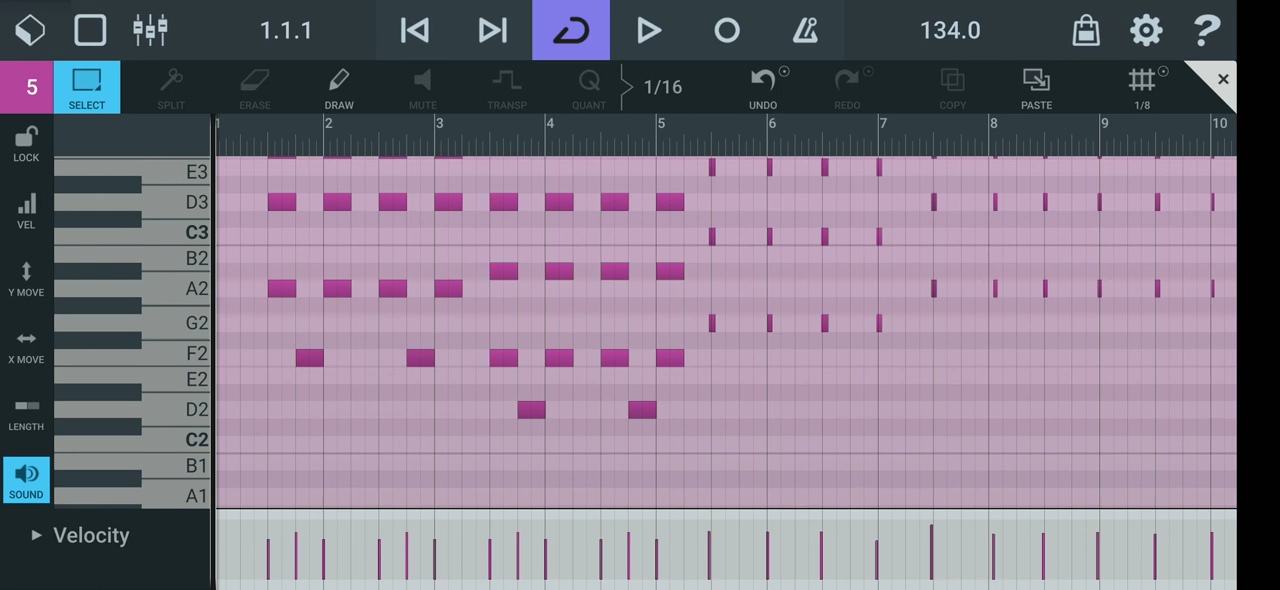 1.1.1 134.0
5 SELECT SPLIT ERASE DRAW MUTE TRANSP QUANT 1/16 UNDO REDO COPY PASTE 1/8
1 2 3 4 5 6 7 8 9 10
LOCK
VEL
Y MOVE
X MOVE
LENGTH
SOUND
E3
D3
C3
B2
A2
G2
F2
E2
D2
C2
B1
A1
Velocity